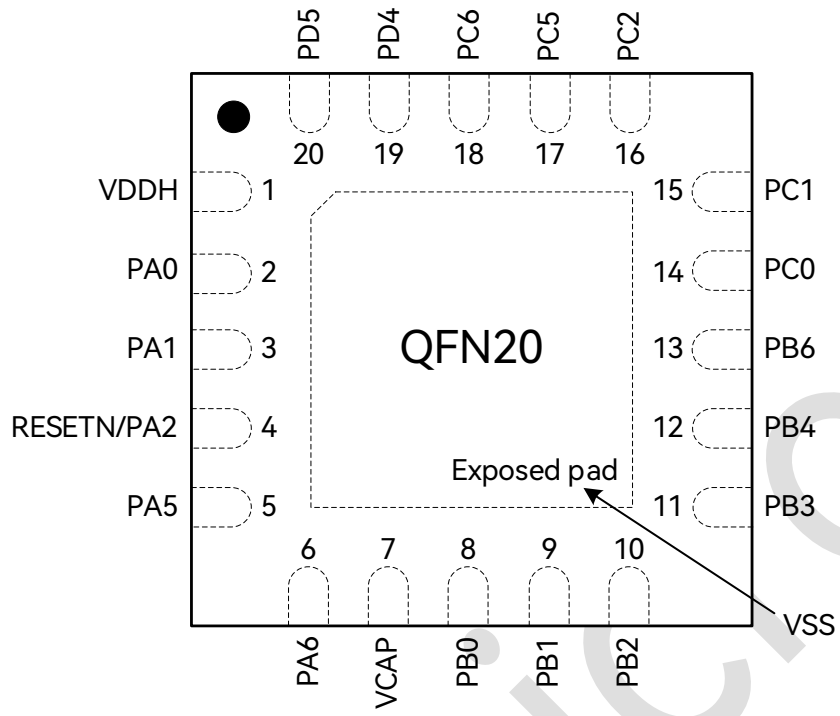 PD5 PD4 PC6 PC5 PC2
20 19 18 17 16
VDDH 1 15 PC1
PA0 2 14 PC0
PA1 3 QFN20 13 PB6
RESETN/PA2 4 12 PB4
Exposed pad
PA5 5 11 PB3
6 7 8 9 10
VSS
PA6 VCAP PB0 PB1 PB2